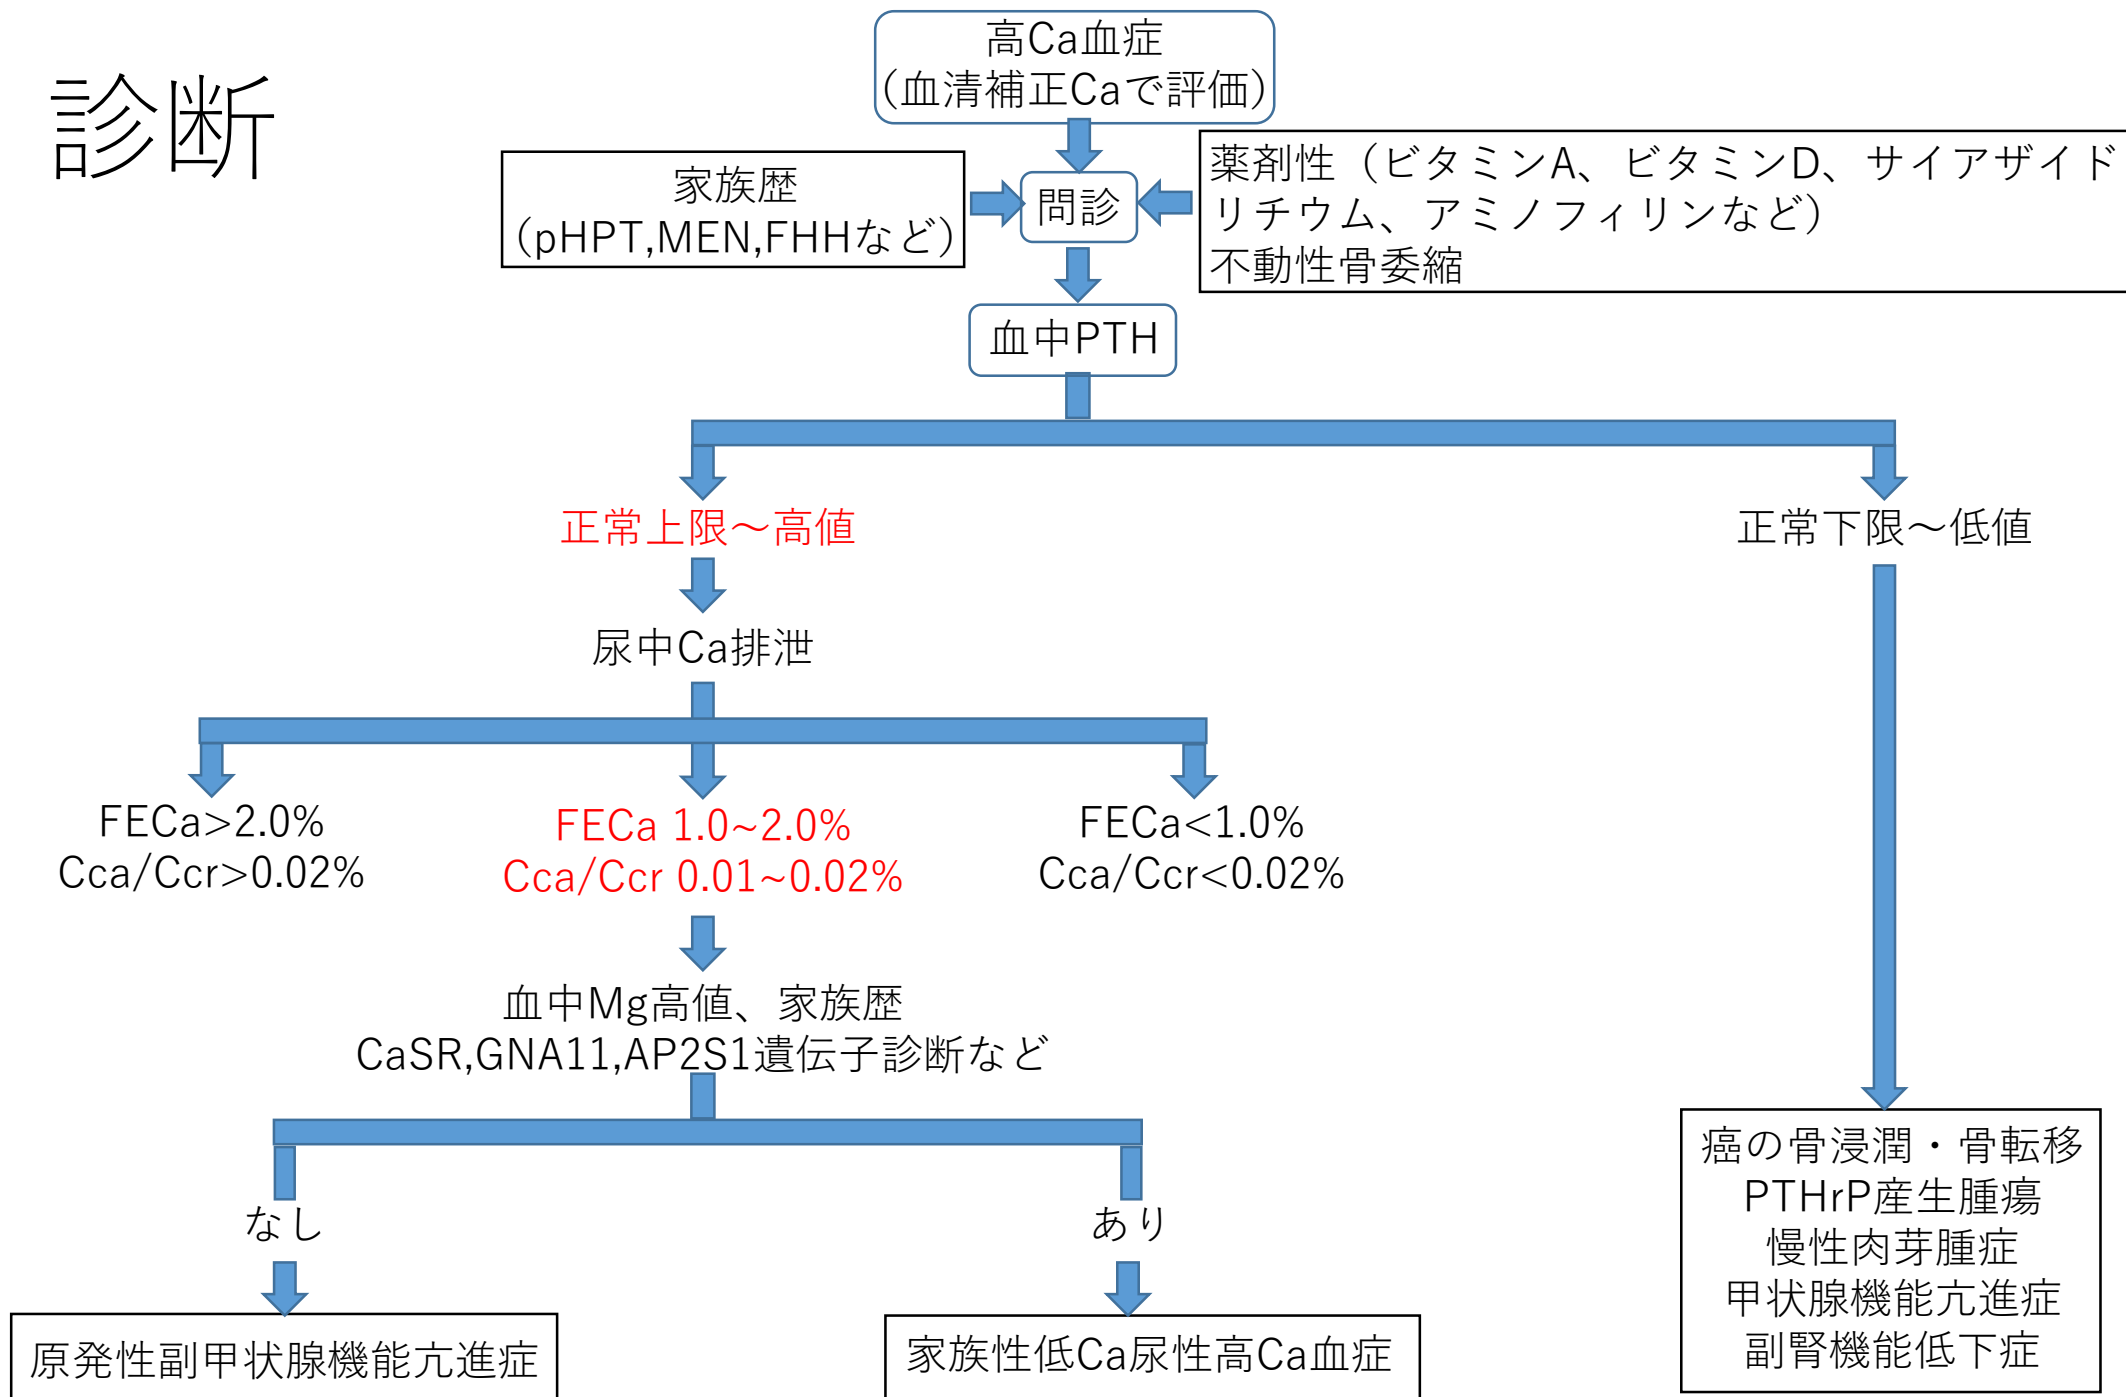 診断
高Ca血症
(血清補正Caで評価)
家族歴
(pHPT,MEN,FHHなど)
問診
薬剤性（ビタミンA、ビタミンD、サイアザイド
リチウム、アミノフィリンなど）
不動性骨委縮
血中PTH
正常上限～高値
正常下限～低値
尿中Ca排泄
FECa>2.0%
Cca/Ccr>0.02%
FECa 1.0~2.0%
Cca/Ccr 0.01~0.02%
FECa<1.0%
Cca/Ccr<0.02%
血中Mg高値、家族歴
CaSR,GNA11,AP2S1遺伝子診断など
なし
あり
原発性副甲状腺機能亢進症
家族性低Ca尿性高Ca血症
癌の骨浸潤・骨転移
PTHrP産生腫瘍
慢性肉芽腫症
甲状腺機能亢進症
副腎機能低下症